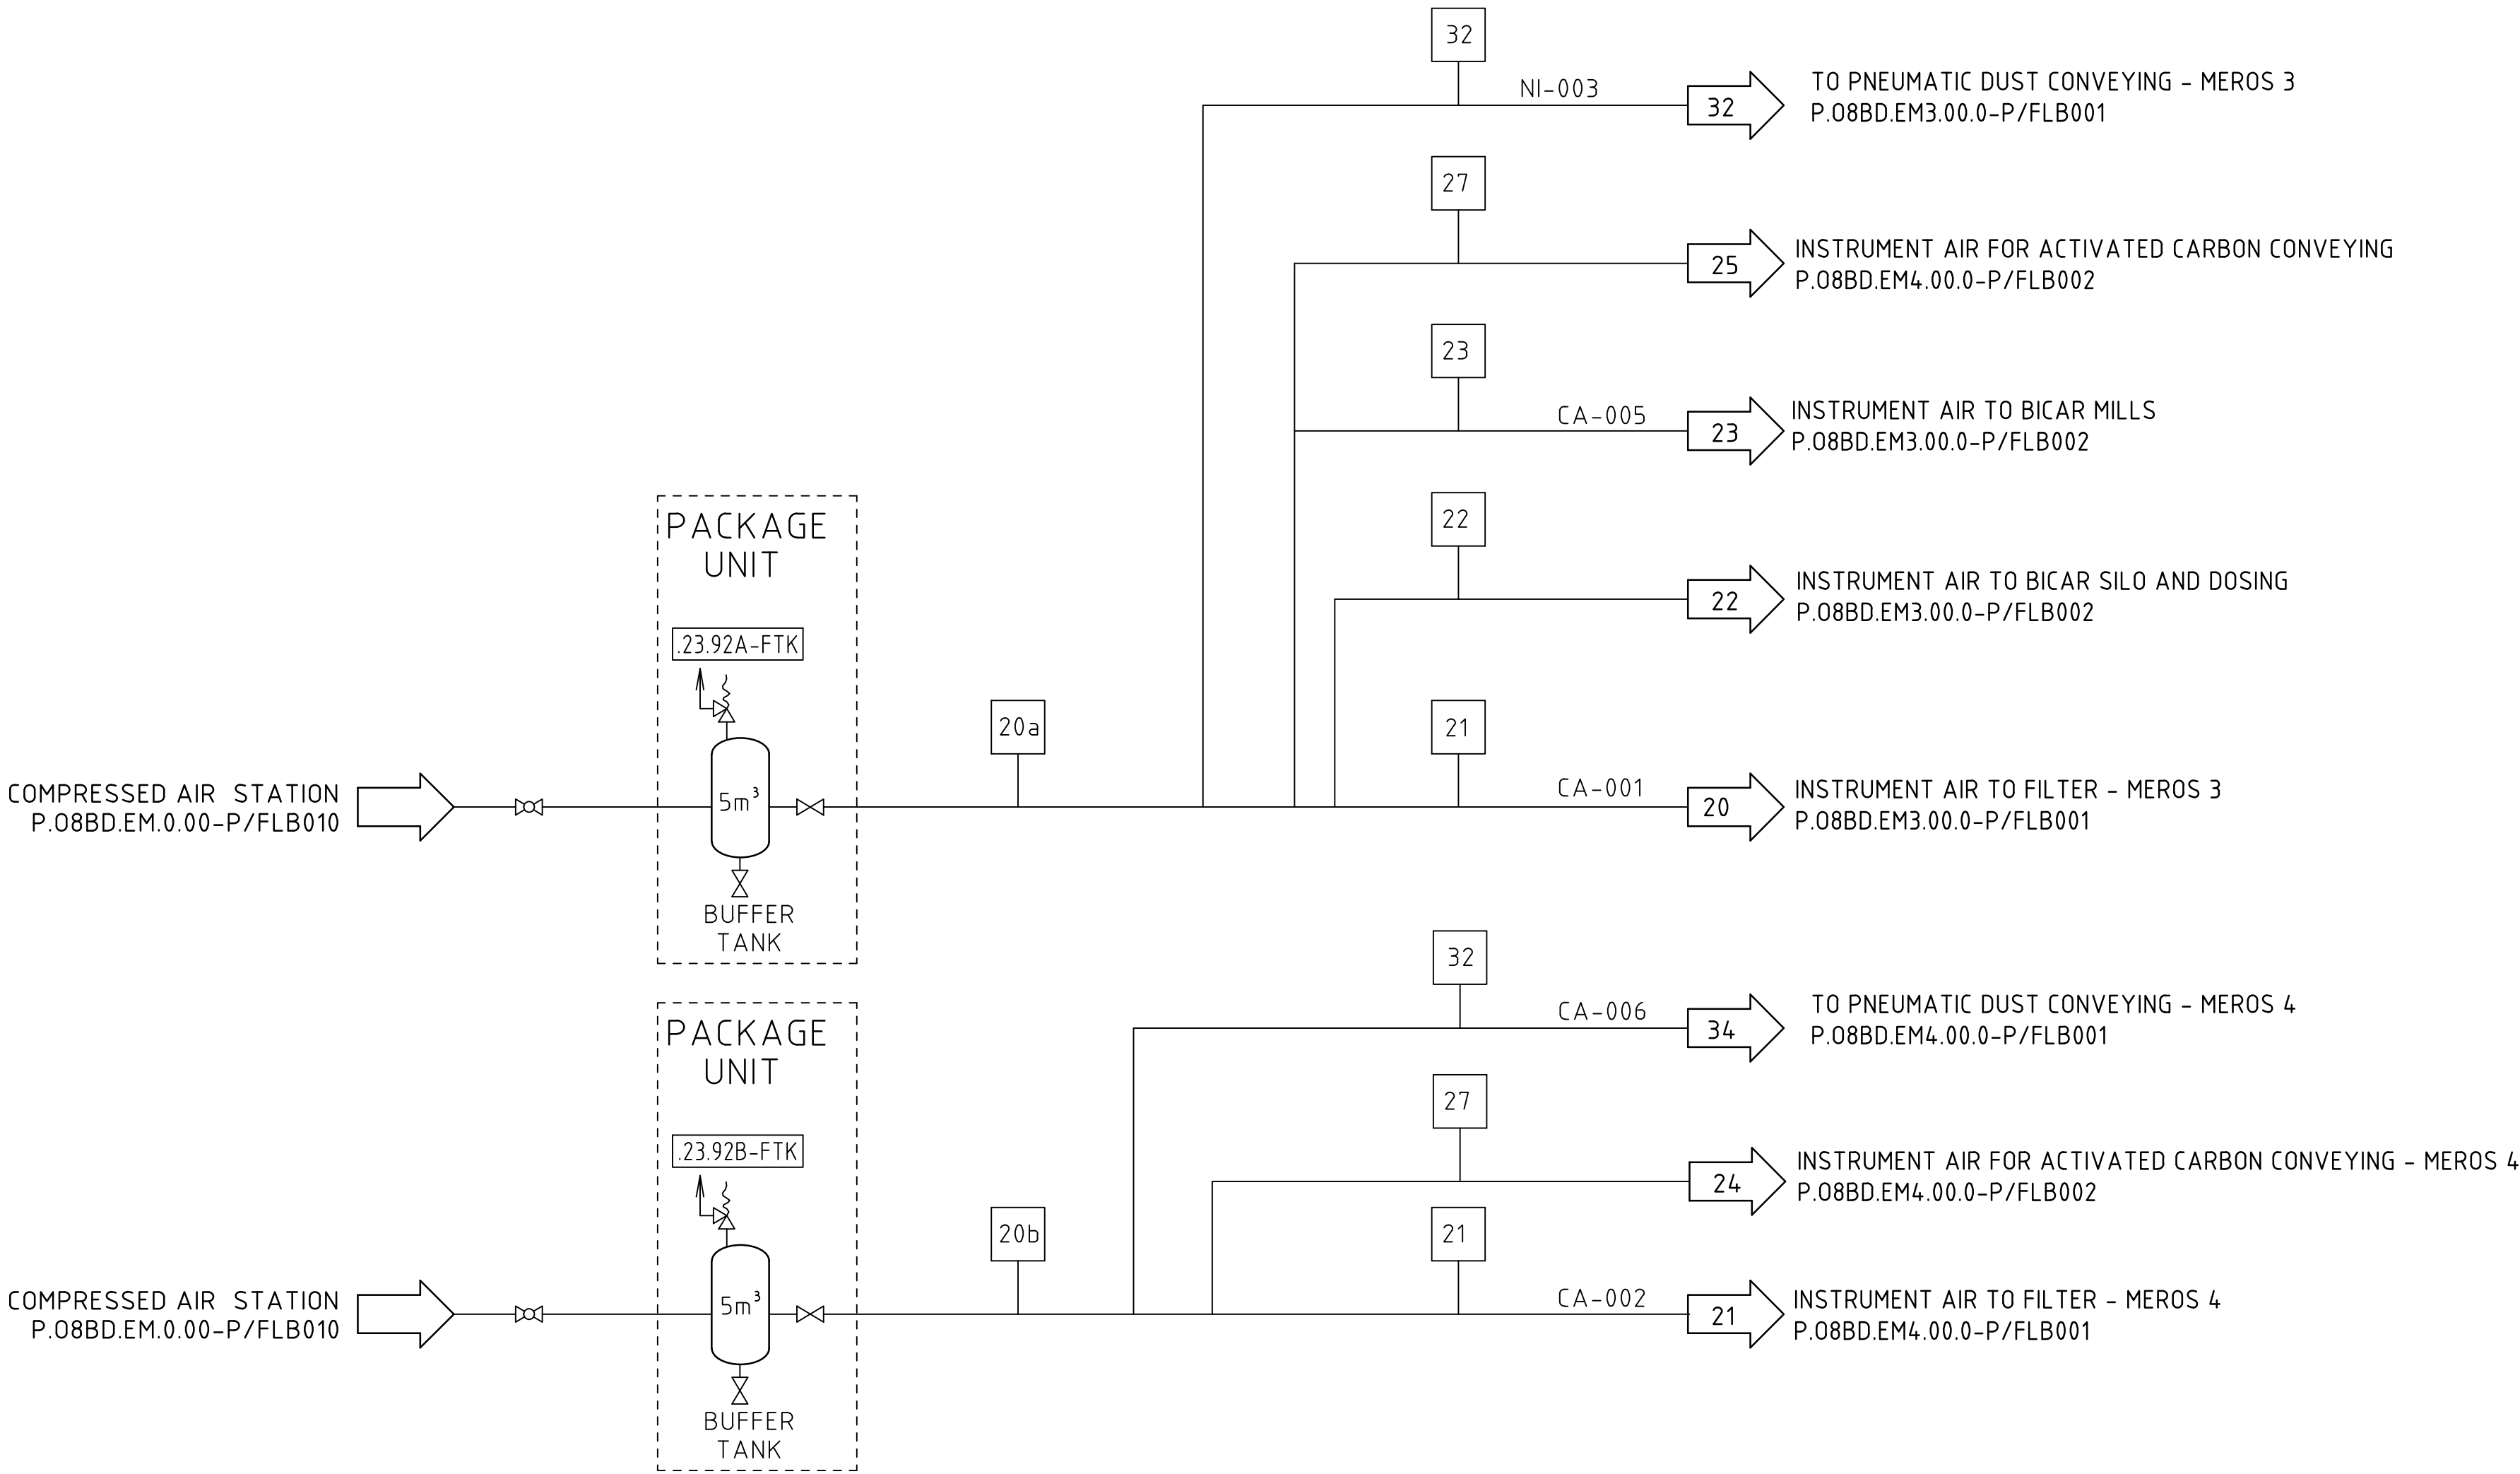 32
NI-003
32
TO PNEUMATIC DUST CONVEYING - MEROS 3
P.08BD.EM3.00.0-P/FLB001
27
25
INSTRUMENT AIR FOR ACTIVATED CARBON CONVEYING
P.08BD.EM4.00.0-P/FLB002
23
CA-005
23
INSTRUMENT AIR TO BICAR MILLS
P.08BD.EM3.00.0-P/FLB002
22
22
INSTRUMENT AIR TO BICAR SILO AND DOSING
P.08BD.EM3.00.0-P/FLB002
PACKAGE
UNIT
.23.92A-FTK
COMPRESSED AIR STATION
P.08BD.EM.0.00-P/FLB010
5m³
BUFFER
TANK
20a
21
CA-001
20
INSTRUMENT AIR TO FILTER - MEROS 3
P.08BD.EM3.00.0-P/FLB001
32
CA-006
34
TO PNEUMATIC DUST CONVEYING - MEROS 4
P.08BD.EM4.00.0-P/FLB001
27
24
INSTRUMENT AIR FOR ACTIVATED CARBON CONVEYING - MEROS 4
P.08BD.EM4.00.0-P/FLB002
PACKAGE
UNIT
.23.92B-FTK
COMPRESSED AIR STATION
P.08BD.EM.0.00-P/FLB010
5m³
BUFFER
TANK
20b
21
CA-002
21
INSTRUMENT AIR TO FILTER - MEROS 4
P.08BD.EM4.00.0-P/FLB001